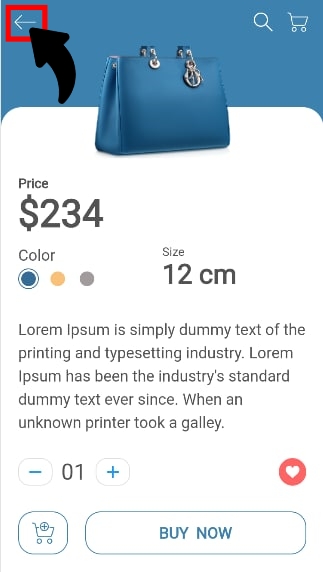 Price
$234
Color
Size
12 cm
Lorem Ipsum is simply dummy text of the
printing and typesetting industry. Lorem
Ipsum has been the industry's standard
dummy text ever since. When an
unknown printer took a galley.
01
BUY NOW